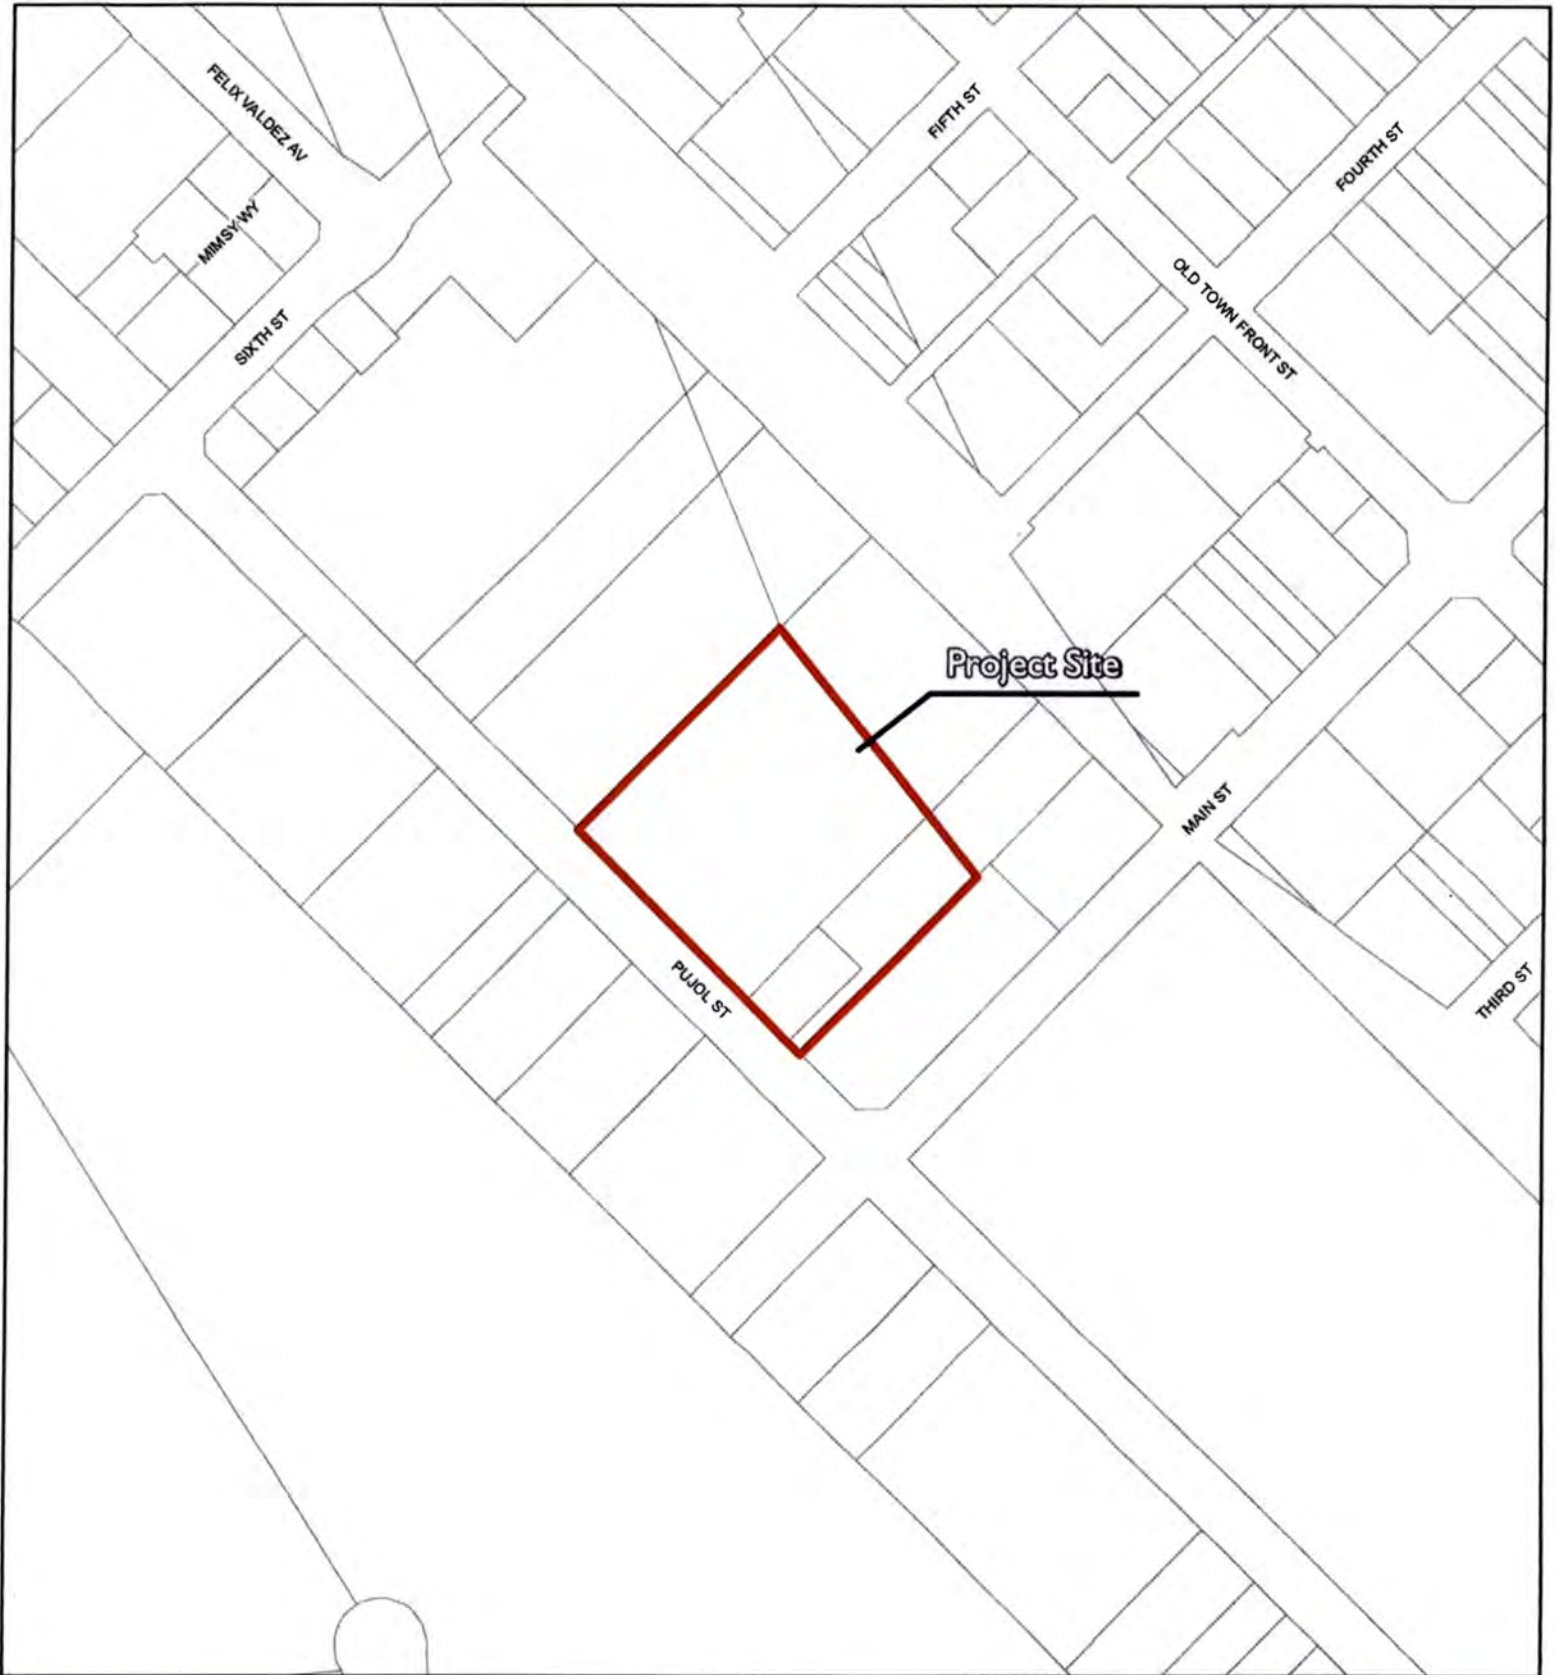 FELIX VALDEZ AV
FIFTH ST
FOURTH ST
MIMSY WY
SIXTH ST
OLD TOWN FRONT ST
Project Site
MAIN ST
PUJOL ST
THIRD ST